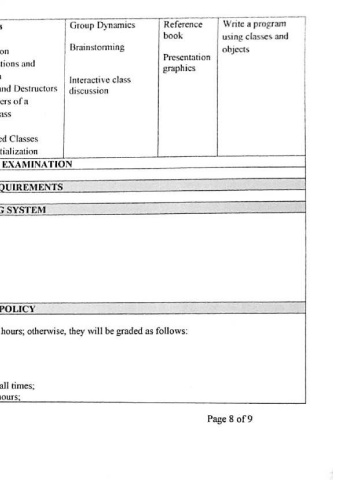 s
on
tions and
n
nd Destructors
ers of a
ass
ed Classes
tialization
Group Dynamics
Brainstorming
Interactive class
discussion
Reference
book
Presentation
graphics
Write a program
using classes and
objects
EXAMINATION
QUIREMENTS
G SYSTEM
POLICY
hours; otherwise, they will be graded as follows:
all times;
hours;
Page 8 of 9